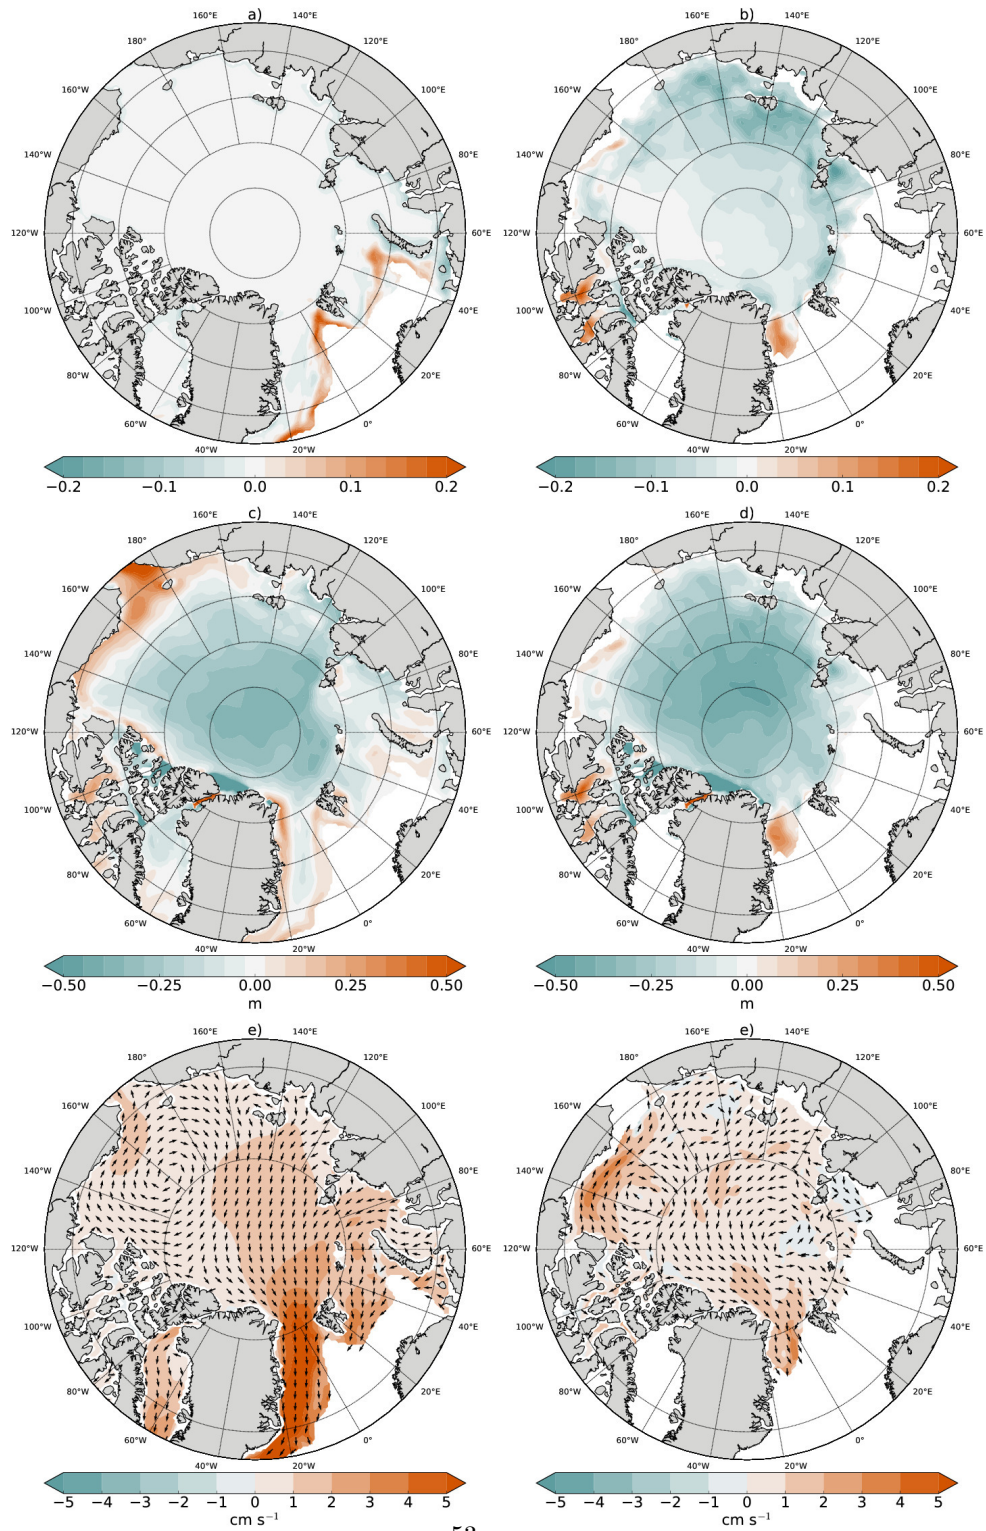 a) b)
160°E 140°E 160°E 140°E
180° 120°E 180° 120°E
160°W 100°E 160°W 100°E
140°W 80°E 140°W 80°E
120°W 60°E 120°W 60°E
100°W 40°E 100°W 40°E
80°W 20°E 80°W 20°E
60°W 0° 60°W 0°
40°W 20°W 40°W 20°W
−0.2 −0.1 0.0 0.1 0.2 −0.2 −0.1 0.0 0.1 0.2
c) d)
160°E 140°E 160°E 140°E
180° 120°E 180° 120°E
160°W 100°E 160°W 100°E
140°W 80°E 140°W 80°E
120°W 60°E 120°W 60°E
100°W 40°E 100°W 40°E
80°W 20°E 80°W 20°E
60°W 0° 60°W 0°
40°W 20°W 40°W 20°W
−0.50 −0.25 0.00 0.25 0.50 −0.50 −0.25 0.00 0.25 0.50
m m
e) e)
160°E 140°E 160°E 140°E
180° 120°E 180° 120°E
160°W 100°E 160°W 100°E
140°W 80°E 140°W 80°E
120°W 60°E 120°W 60°E
100°W 40°E 100°W 40°E
80°W 20°E 80°W 20°E
60°W 0° 60°W 0°
40°W 20°W 40°W 20°W
−5 −4 −3 −2 −1 0 1 2 3 4 5 −5 −4 −3 −2 −1 0 1 2 3 4 5
cm s⁻¹ cm s⁻¹